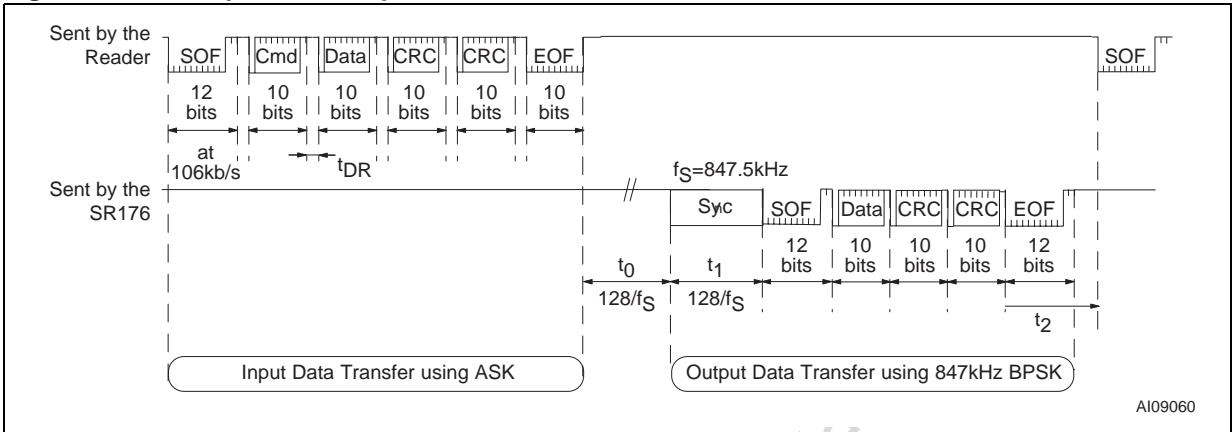 Sent by the Reader
SOF Cmd Data CRC CRC EOF SOF
12 bits 10 bits 10 bits 10 bits 10 bits 10 bits
at 106kb/s
tDR
fS=847.5kHz
Sent by the SR176
//
Sync SOF Data CRC CRC EOF
t0 t1 12 bits 10 bits 10 bits 10 bits 12 bits
128/fS 128/fS
t2
Input Data Transfer using ASK
Output Data Transfer using 847kHz BPSK
AI09060